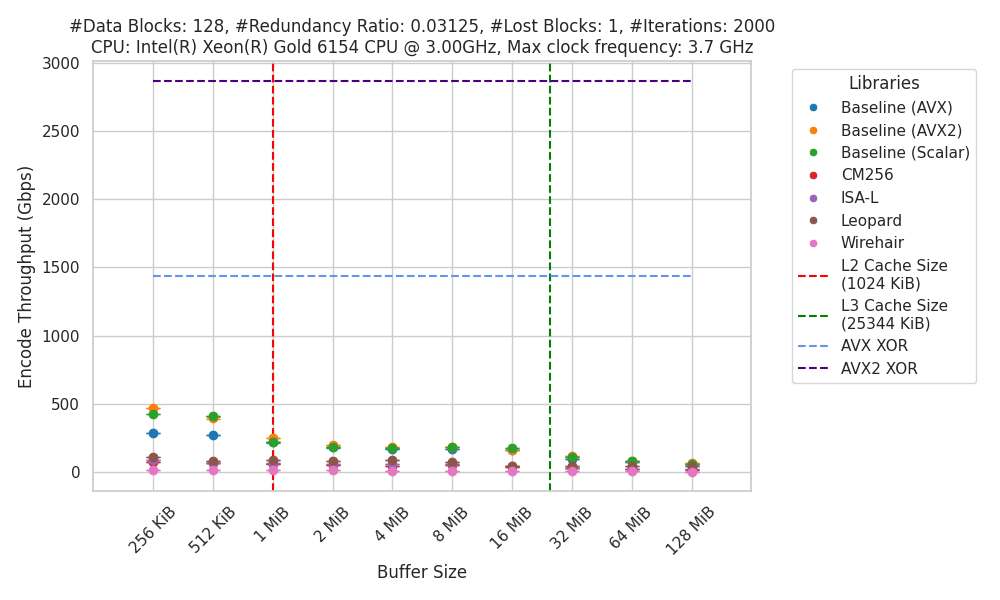 #Data Blocks: 128, #Redundancy Ratio: 0.03125, #Lost Blocks: 1, #Iterations: 2000
CPU: Intel(R) Xeon(R) Gold 6154 CPU @ 3.00GHz, Max clock frequency: 3.7 GHz
Encode Throughput (Gbps)
3000
2500
2000
1500
1000
500
0
256 KiB
512 KiB
1 MiB
2 MiB
4 MiB
8 MiB
16 MiB
32 MiB
64 MiB
128 MiB
Buffer Size
Libraries
Baseline (AVX)
Baseline (AVX2)
Baseline (Scalar)
CM256
ISA-L
Leopard
Wirehair
L2 Cache Size
(1024 KiB)
L3 Cache Size
(25344 KiB)
AVX XOR
AVX2 XOR